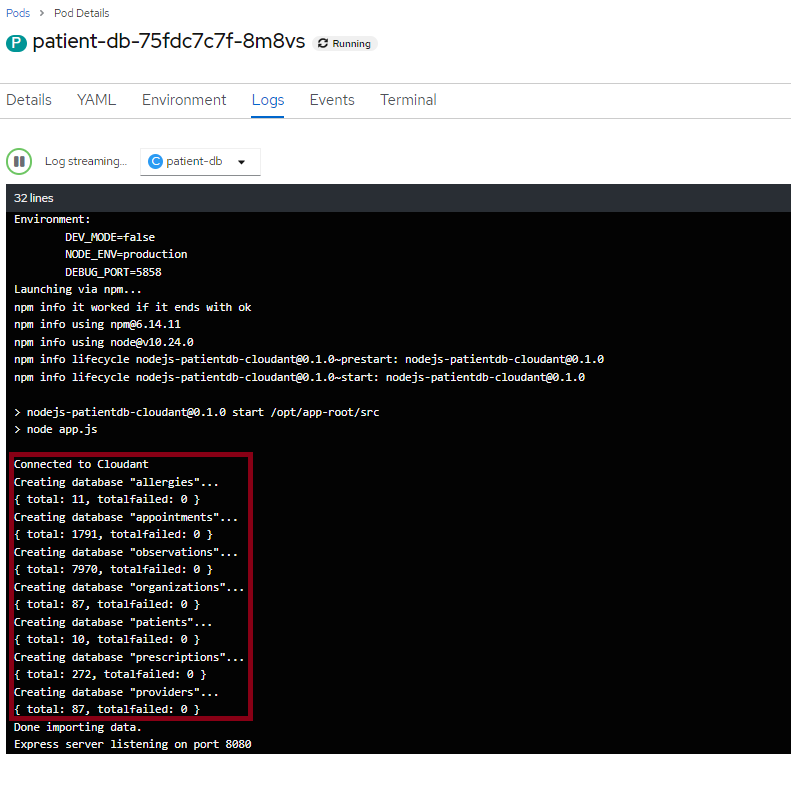 Pods > Pod Details
P patient-db-75fdc7c7f-8m8vs Running
Details YAML Environment Logs Events Terminal
Log streaming... C patient-db
32 lines
Environment:
DEV_MODE=false
NODE_ENV=production
DEBUG_PORT=5858
Launching via npm...
npm info it worked if it ends with ok
npm info using npm@6.14.11
npm info using node@v10.24.0
npm info lifecycle nodejs-patientdb-cloudant@0.1.0~prestart: nodejs-patientdb-cloudant@0.1.0
npm info lifecycle nodejs-patientdb-cloudant@0.1.0~start: nodejs-patientdb-cloudant@0.1.0
> nodejs-patientdb-cloudant@0.1.0 start /opt/app-root/src
> node app.js
Connected to Cloudant
Creating database "allergies"...
{ total: 11, totalfailed: 0 }
Creating database "appointments"...
{ total: 1791, totalfailed: 0 }
Creating database "observations"...
{ total: 7970, totalfailed: 0 }
Creating database "organizations"...
{ total: 87, totalfailed: 0 }
Creating database "patients"...
{ total: 10, totalfailed: 0 }
Creating database "prescriptions"...
{ total: 272, totalfailed: 0 }
Creating database "providers"...
{ total: 87, totalfailed: 0 }
Done importing data.
Express server listening on port 8080